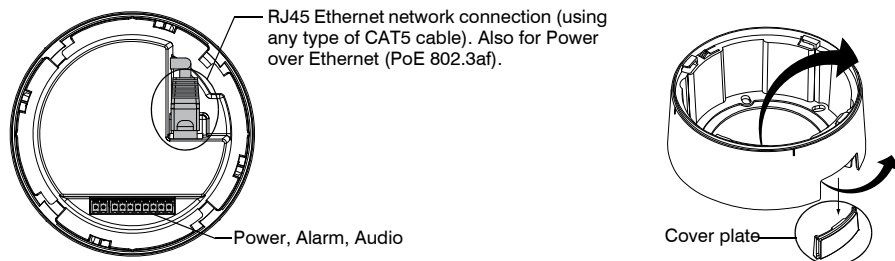 RJ45 Ethernet network connection (using
any type of CAT5 cable). Also for Power
over Ethernet (PoE 802.3af).
Power, Alarm, Audio
Cover plate